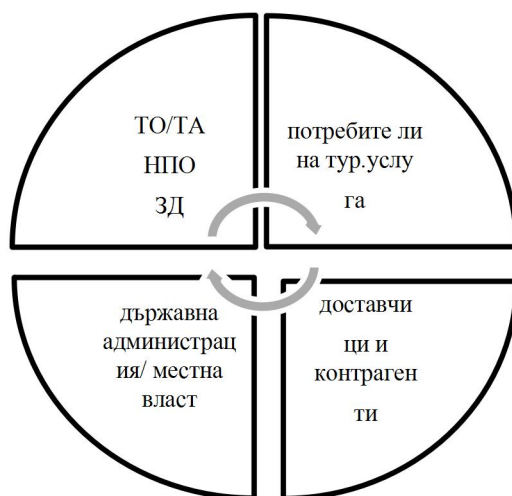 ТО/ТА
НПО
ЗД
потребите ли
на тур.услу
га
държавна
администрац
ия/ местна
власт
доставчи
ци и
контраген
ти